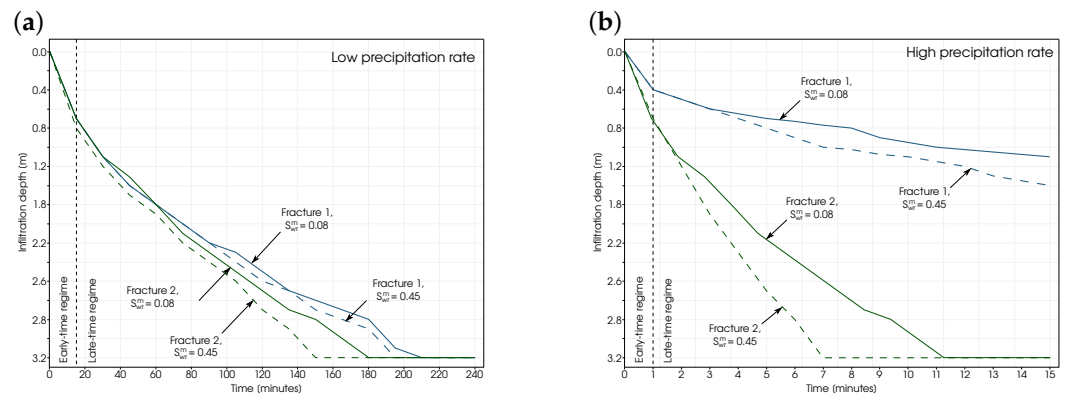 (a)
Low precipitation rate
0.0
0.4
0.8
1.2
1.8
2.2
2.6
2.8
3.2
Infiltration depth (m)
Early-time regime
Late-time regime
Fracture 1,
S^m_wr = 0.08
Fracture 1,
S^m_wr = 0.45
Fracture 2,
S^m_wr = 0.08
Fracture 2,
S^m_wr = 0.45
0 20 40 60 80 100 120 140 160 180 200 220 240
Time (minutes)
(b)
High precipitation rate
0.0
0.4
0.8
1.2
1.8
2.2
2.6
2.8
3.2
Infiltration depth (m)
Early-time regime
Late-time regime
Fracture 1,
S^m_wr = 0.08
Fracture 1,
S^m_wr = 0.45
Fracture 2,
S^m_wr = 0.08
Fracture 2,
S^m_wr = 0.45
0 1 2 3 4 5 6 7 8 9 10 11 12 13 14 15
Time (minutes)